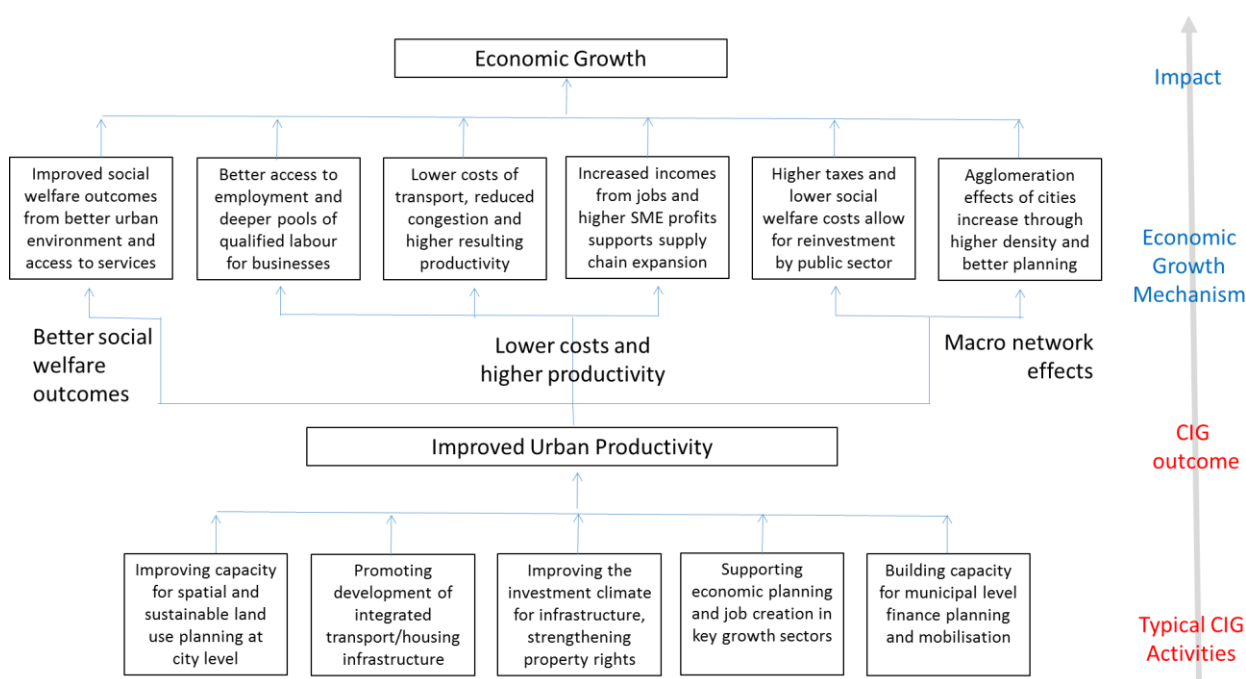 Economic Growth
Impact
Improved social
welfare outcomes
from better urban
environment and
access to services
Better access to
employment and
deeper pools of
qualified labour
for businesses
Lower costs of
transport, reduced
congestion and
higher resulting
productivity
Increased incomes
from jobs and
higher SME profits
supports supply
chain expansion
Higher taxes and
lower social
welfare costs allow
for reinvestment
by public sector
Agglomeration
effects of cities
increase through
higher density and
better planning
Economic
Growth
Mechanism
Better social
welfare
outcomes
Lower costs and
higher productivity
Macro network
effects
Improved Urban Productivity
CIG
outcome
Improving capacity
for spatial and
sustainable land
use planning at
city level
Promoting
development of
integrated
transport/housing
infrastructure
Improving the
investment climate
for infrastructure,
strengthening
property rights
Supporting
economic planning
and job creation in
key growth sectors
Building capacity
for municipal level
finance planning
and mobilisation
Typical CIG
Activities